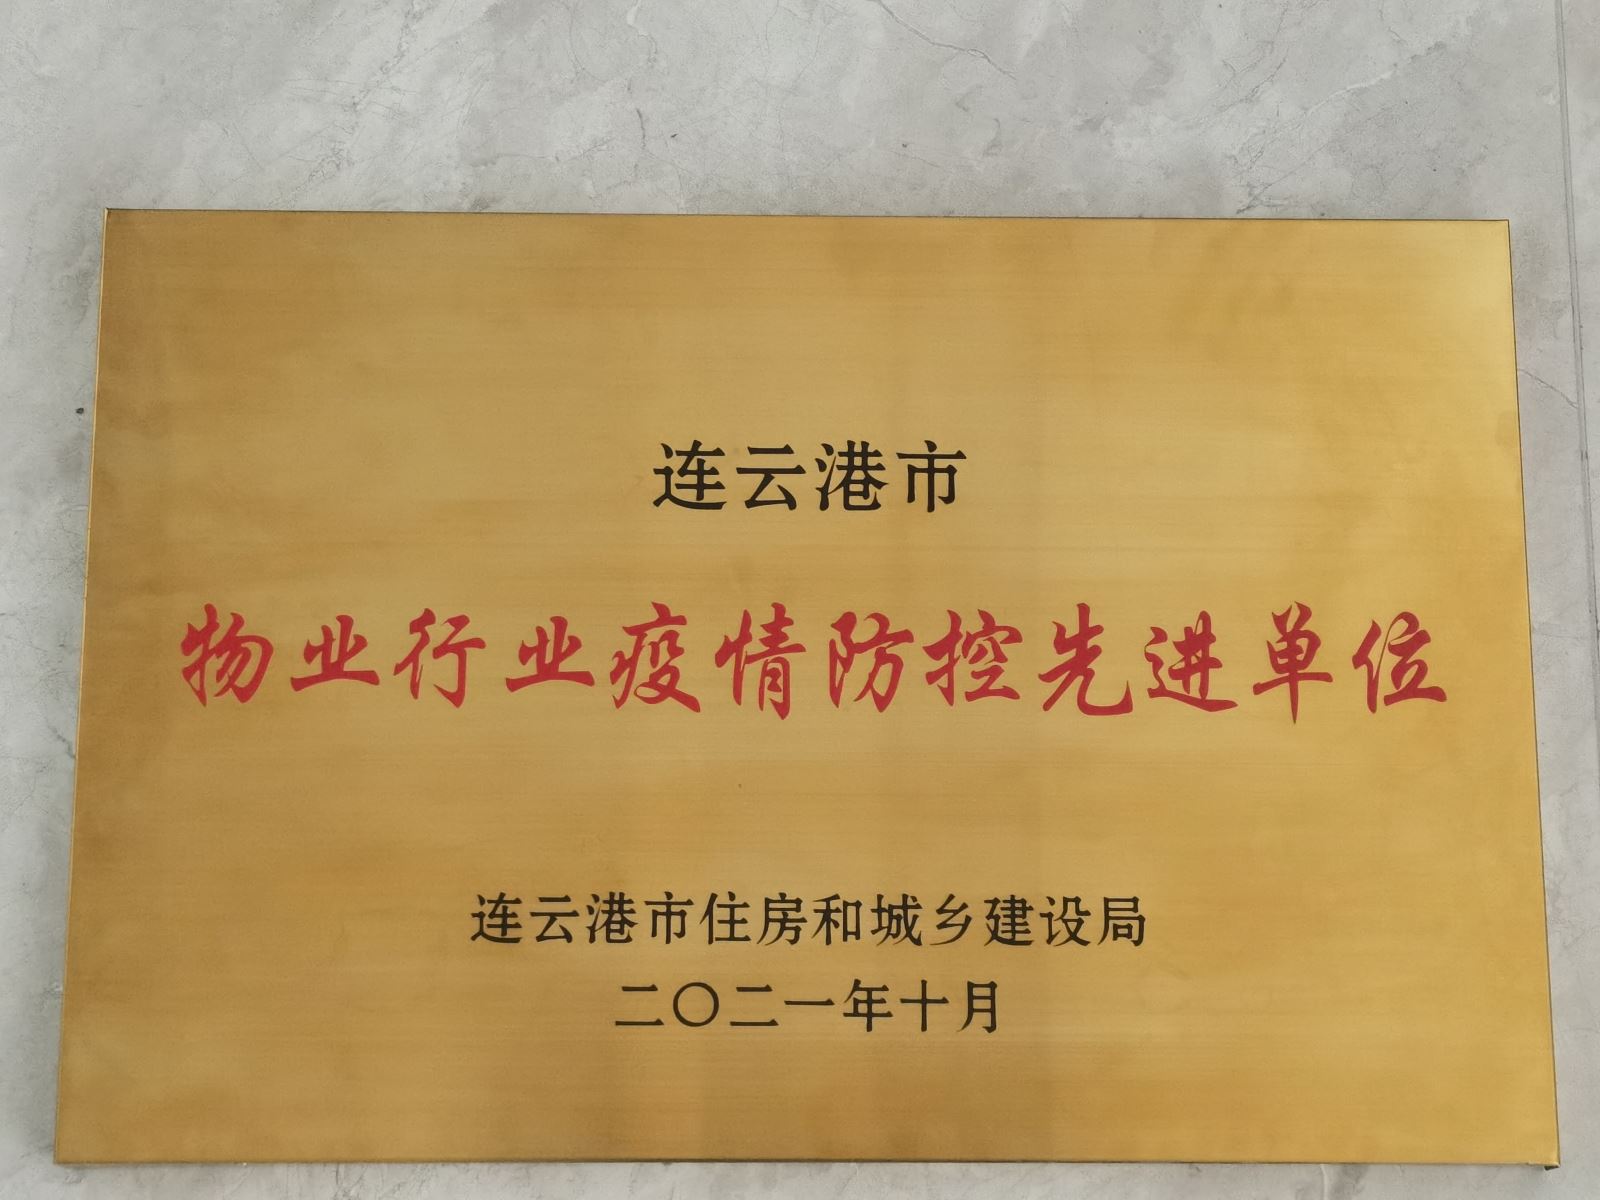 连云港市
物业行业疫情防控先进单位
连云港市住房和城乡建设局
二〇二一年十月